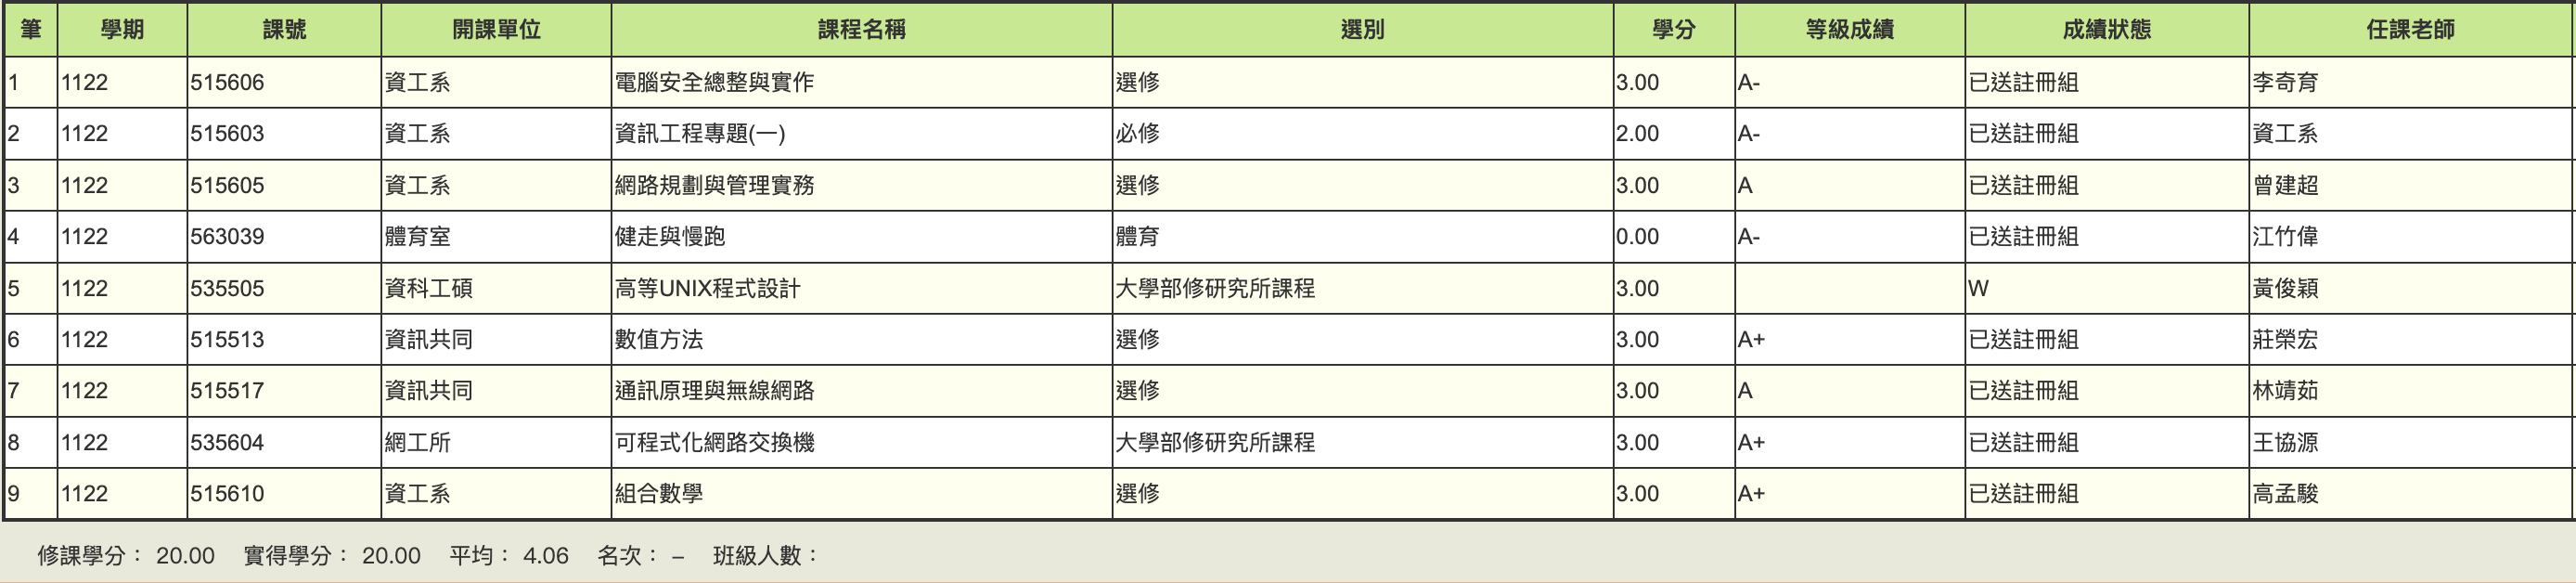 筆 學期 課號 開課單位 課程名稱 選別 學分 等級成績 成績狀態 任課老師
1 1122 515606 資工系 電腦安全總整與實作 選修 3.00 A- 已送註冊組 李奇育
2 1122 515603 資工系 資訊工程專題(一) 必修 2.00 A- 已送註冊組 資工系
3 1122 515605 資工系 網路規劃與管理實務 選修 3.00 A 已送註冊組 曾建超
4 1122 563039 體育室 健走與慢跑 體育 0.00 A- 已送註冊組 江竹偉
5 1122 535505 資科工碩 高等UNIX程式設計 大學部修研究所課程 3.00 W 黃俊穎
6 1122 515513 資訊共同 數值方法 選修 3.00 A+ 已送註冊組 莊榮宏
7 1122 515517 資訊共同 通訊原理與無線網路 選修 3.00 A 已送註冊組 林靖茹
8 1122 535604 網工所 可程式化網路交換機 大學部修研究所課程 3.00 A+ 已送註冊組 王協源
9 1122 515610 資工系 組合數學 選修 3.00 A+ 已送註冊組 高孟駿
修課學分： 20.00 實得學分： 20.00 平均： 4.06 名次： – 班級人數：